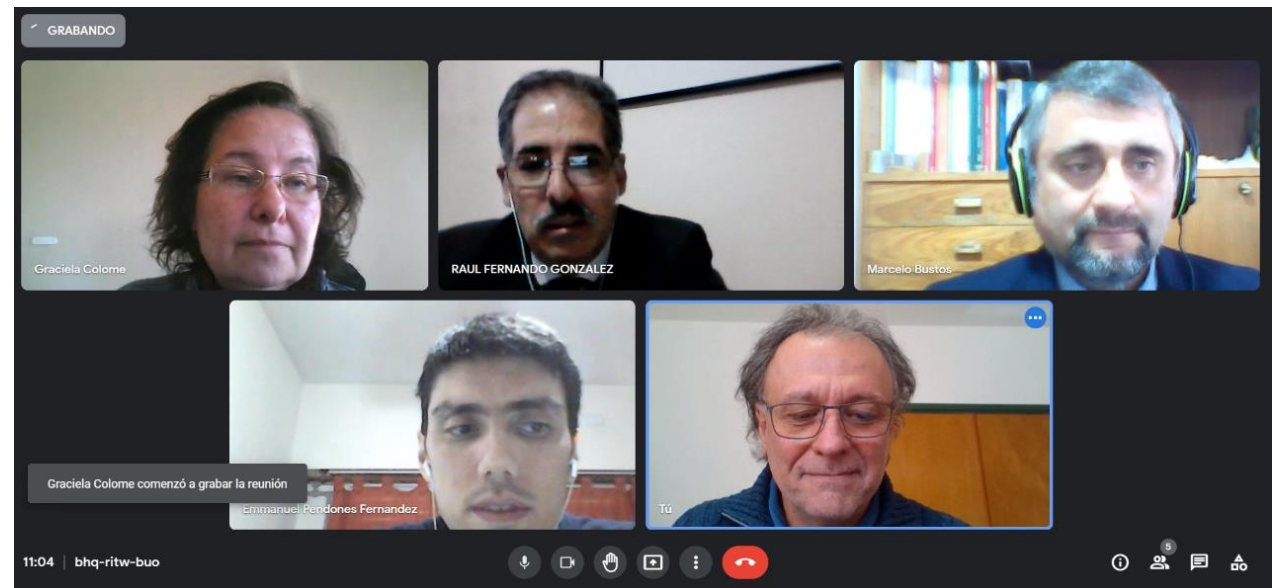 GRABANDO
Graciela Colome
RAUL FERNANDO GONZALEZ
Marcelo Bustos
Graciela Colome comenzó a grabar la reunión
Emmanuel Perdones Fernandez
Tú
11:04 | bhq-ritw-buo
5